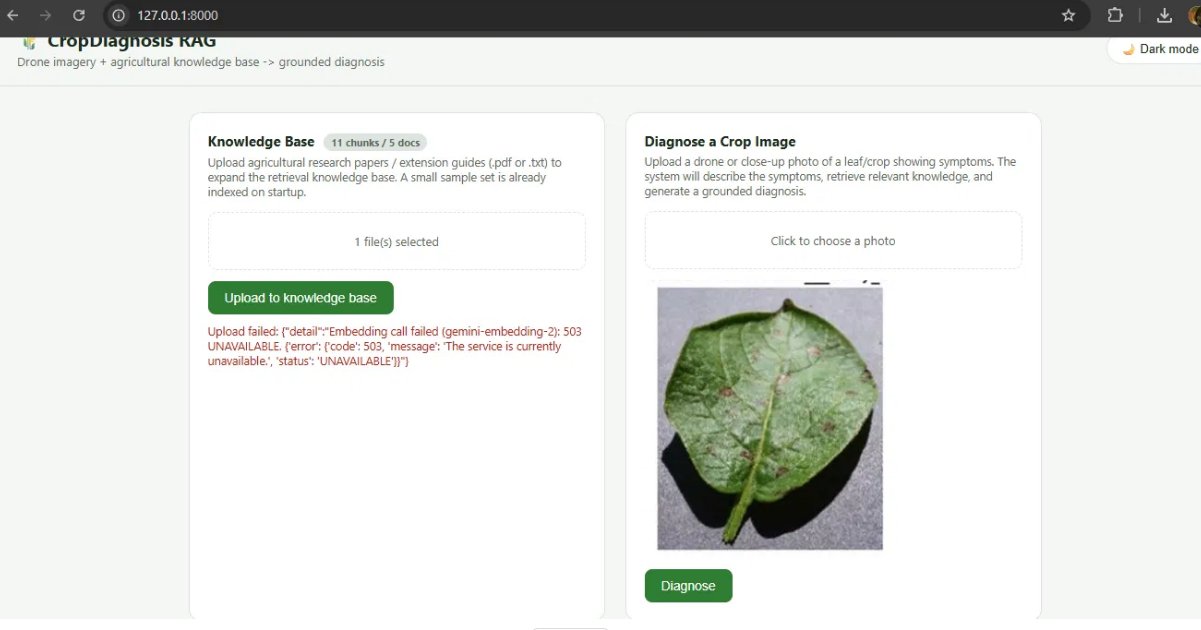 127.0.0.1:8000
CropDiagnosis RAG
Drone imagery + agricultural knowledge base -> grounded diagnosis
Dark mode
Knowledge Base 11 chunks / 5 docs
Upload agricultural research papers / extension guides (.pdf or .txt) to
expand the retrieval knowledge base. A small sample set is already
indexed on startup.
1 file(s) selected
Upload to knowledge base
Upload failed: {"detail":"Embedding call failed (gemini-embedding-2): 503
UNAVAILABLE. {'error': {'code': 503, 'message': 'The service is currently
unavailable.', 'status': 'UNAVAILABLE'}}"}
Diagnose a Crop Image
Upload a drone or close-up photo of a leaf/crop showing symptoms. The
system will describe the symptoms, retrieve relevant knowledge, and
generate a grounded diagnosis.
Click to choose a photo
Diagnose